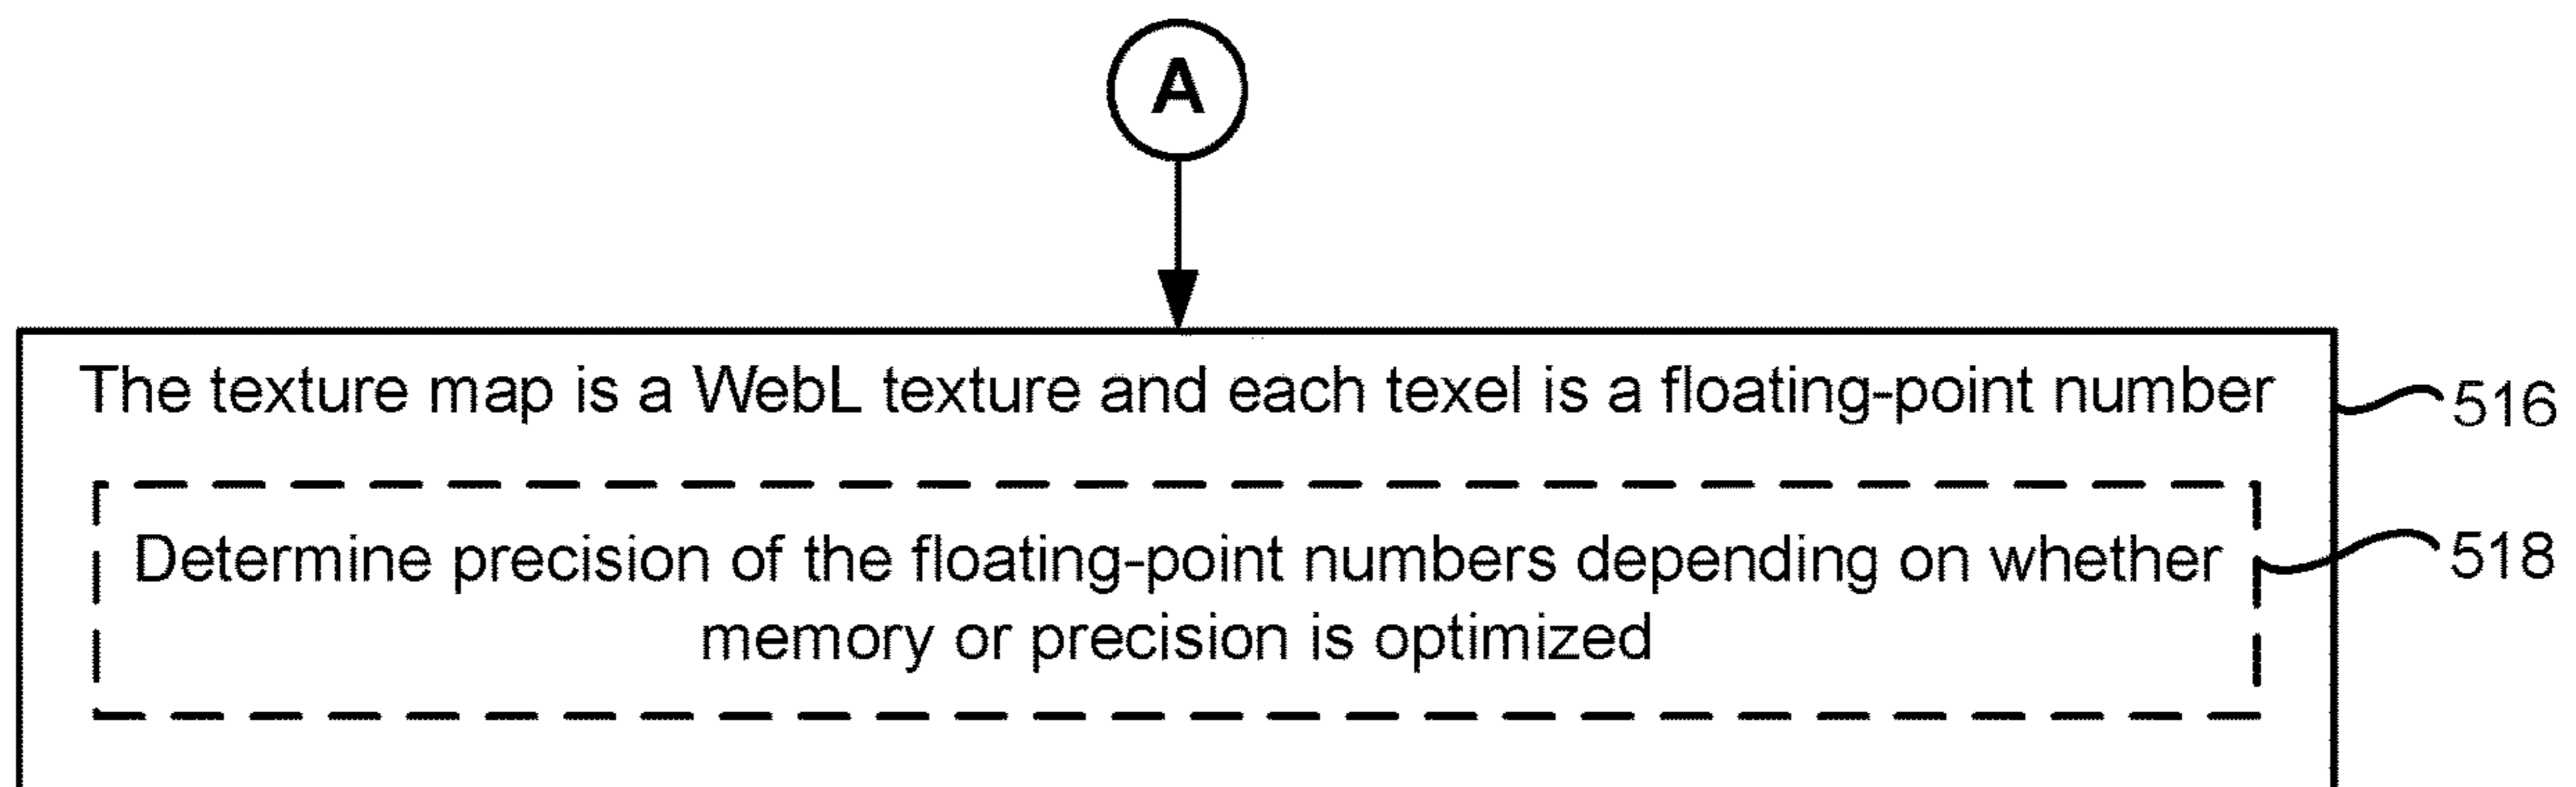 A
The texture map is a WebL texture and each texel is a floating-point number
516
Determine precision of the floating-point numbers depending on whether
memory or precision is optimized
518